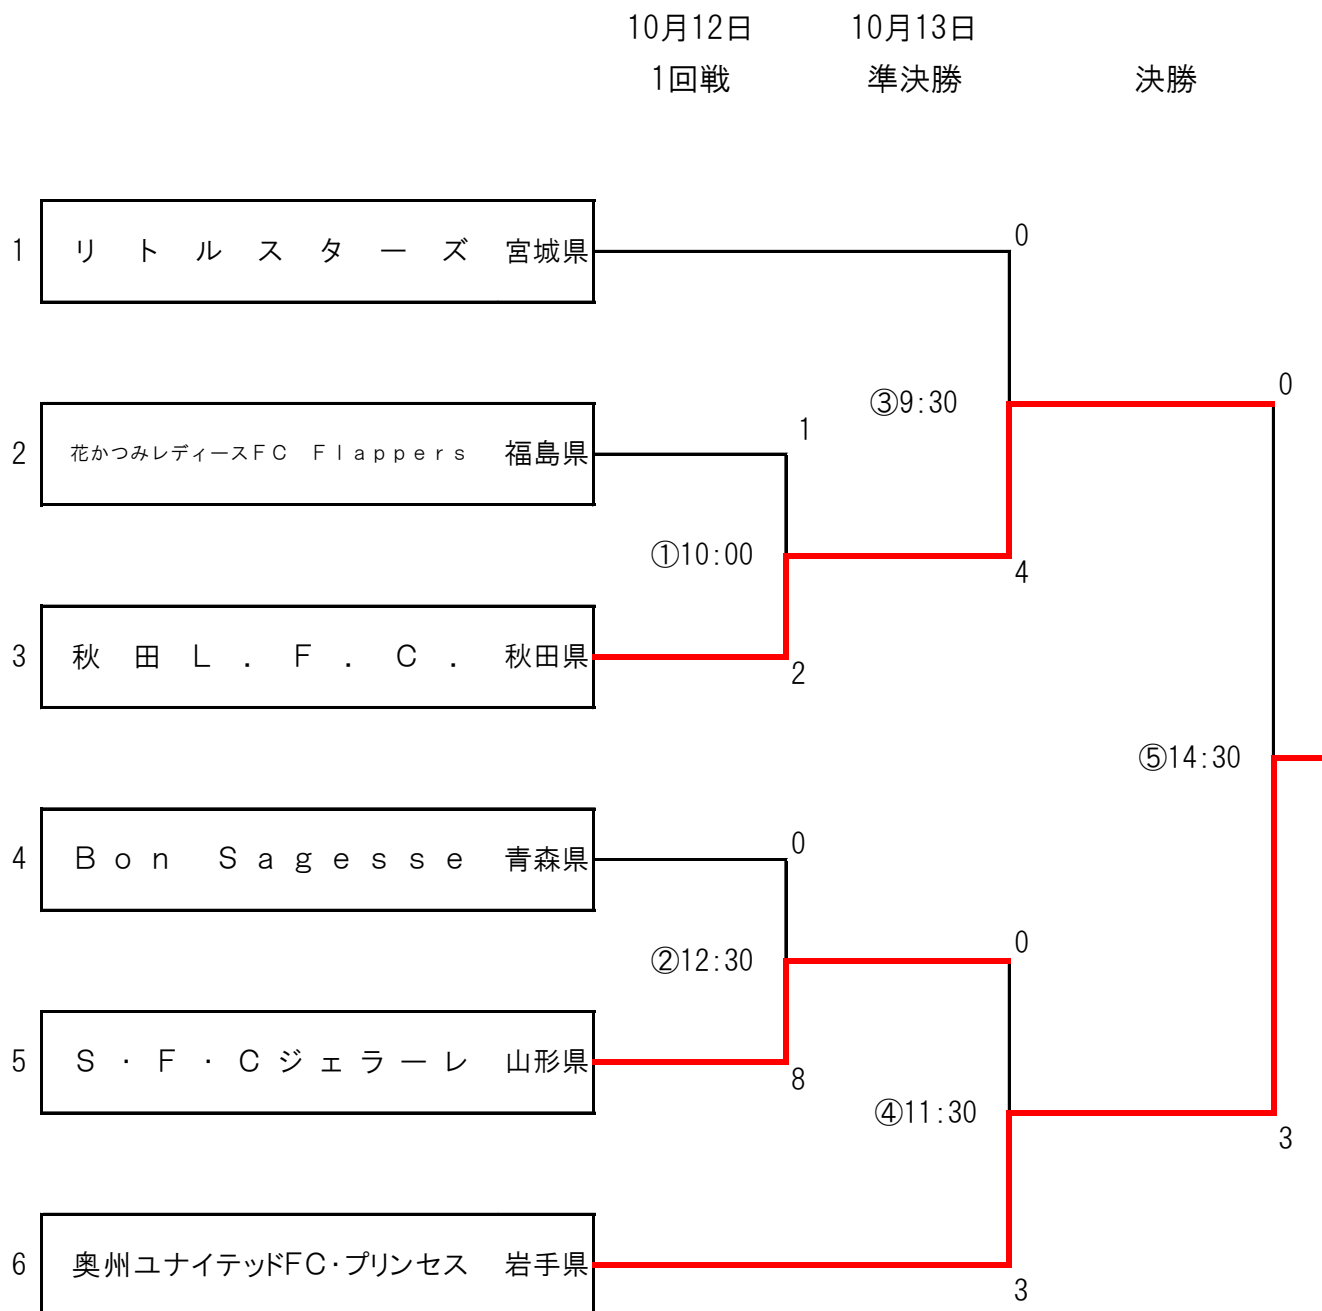 10月12日 10月13日
1回戦 準決勝 決勝
0
1 リトルスターズ 宮城県
0
③9:30
1
2 花かつみレディースFC Flappers 福島県
①10:00
4
3 秋田L.F.C. 秋田県
2
⑤14:30
0
4 Bon Sagesse 青森県
0
②12:30
5 S・F・Cジェラーレ 山形県
8
④11:30
3
6 奥州ユナイテッドFC・プリンセス 岩手県
3